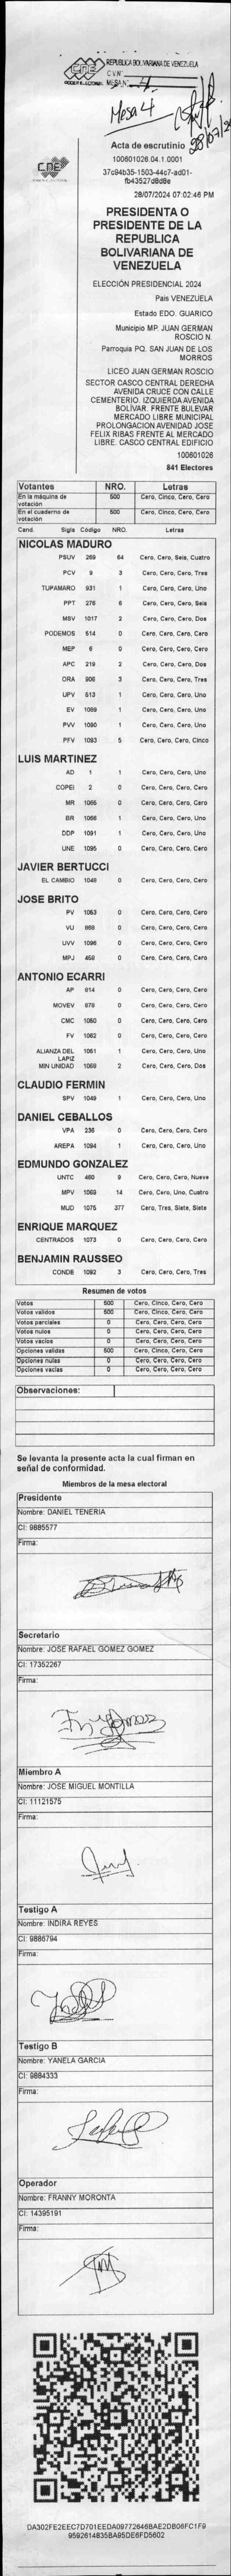 CNE
PODER ELECTORAL
REPUBLICA BOLIVARIANA DE VENEZUELA
C.V.N°
MESA N° 4
Mesa 4
Acta de escrutinio
100601026.04.1.0001
37c94b35-1503-44c7-ad01-
fb43527d8d8e
28/07/2024 07:02:46 PM
PRESIDENTA O
PRESIDENTE DE LA
REPUBLICA
BOLIVARIANA DE
VENEZUELA
ELECCIÓN PRESIDENCIAL 2024
Pais VENEZUELA
Estado EDO. GUARICO
Municipio MP. JUAN GERMAN
ROSCIO N.
Parroquia PQ. SAN JUAN DE LOS
MORROS
LICEO JUAN GERMAN ROSCIO
SECTOR CASCO CENTRAL DERECHA
AVENIDA CRUCE CON CALLE
CEMENTERIO. IZQUIERDA AVENIDA
BOLIVAR. FRENTE BULEVAR
MERCADO LIBRE MUNICIPAL
PROLONGACION AVENIDAD JOSE
FELIX RIBAS FRENTE AL MERCADO
LIBRE. CASCO CENTRAL EDIFICIO
100601026
841 Electores
Votantes NRO. Letras
En la máquina de votación 500 Cero, Cinco, Cero, Cero
En el cuaderno de votación 500 Cero, Cinco, Cero, Cero
Cand. Sigla Código NRO. Letras
NICOLAS MADURO
PSUV 269 64 Cero, Cero, Seis, Cuatro
PCV 9 3 Cero, Cero, Cero, Tres
TUPAMARO 931 1 Cero, Cero, Cero, Uno
PPT 276 6 Cero, Cero, Cero, Seis
MSV 1017 2 Cero, Cero, Cero, Dos
PODEMOS 514 0 Cero, Cero, Cero, Cero
MEP 6 0 Cero, Cero, Cero, Cero
APC 219 2 Cero, Cero, Cero, Dos
ORA 906 3 Cero, Cero, Cero, Tres
UPV 513 1 Cero, Cero, Cero, Uno
EV 1089 1 Cero, Cero, Cero, Uno
PVV 1090 1 Cero, Cero, Cero, Uno
PFV 1093 5 Cero, Cero, Cero, Cinco
LUIS MARTINEZ
AD 1 1 Cero, Cero, Cero, Uno
COPEI 2 0 Cero, Cero, Cero, Cero
MR 1065 0 Cero, Cero, Cero, Cero
BR 1066 1 Cero, Cero, Cero, Uno
DDP 1091 1 Cero, Cero, Cero, Uno
UNE 1095 0 Cero, Cero, Cero, Cero
JAVIER BERTUCCI
EL CAMBIO 1048 0 Cero, Cero, Cero, Cero
JOSE BRITO
PV 1053 0 Cero, Cero, Cero, Cero
VU 868 0 Cero, Cero, Cero, Cero
UVV 1096 0 Cero, Cero, Cero, Cero
MPJ 458 0 Cero, Cero, Cero, Cero
ANTONIO ECARRI
AP 814 0 Cero, Cero, Cero, Cero
MOVEV 879 0 Cero, Cero, Cero, Cero
CMC 1050 0 Cero, Cero, Cero, Cero
FV 1062 0 Cero, Cero, Cero, Cero
ALIANZA DEL LAPIZ 1051 1 Cero, Cero, Cero, Uno
MIN UNIDAD 1068 2 Cero, Cero, Cero, Dos
CLAUDIO FERMIN
SPV 1049 1 Cero, Cero, Cero, Uno
DANIEL CEBALLOS
VPA 236 0 Cero, Cero, Cero, Cero
AREPA 1094 1 Cero, Cero, Cero, Uno
EDMUNDO GONZALEZ
UNTC 460 9 Cero, Cero, Cero, Nueve
MPV 1069 14 Cero, Cero, Uno, Cuatro
MUD 1075 377 Cero, Tres, Siete, Siete
ENRIQUE MARQUEZ
CENTRADOS 1073 0 Cero, Cero, Cero, Cero
BENJAMIN RAUSSEO
CONDE 1092 3 Cero, Cero, Cero, Tres
Resumen de votos
Votos 500 Cero, Cinco, Cero, Cero
Votos validos 500 Cero, Cinco, Cero, Cero
Votos parciales 0 Cero, Cero, Cero, Cero
Votos nulos 0 Cero, Cero, Cero, Cero
Votos vacios 0 Cero, Cero, Cero, Cero
Opciones validas 500 Cero, Cinco, Cero, Cero
Opciones nulas 0 Cero, Cero, Cero, Cero
Opciones vacias 0 Cero, Cero, Cero, Cero
Observaciones:
Se levanta la presente acta la cual firman en
señal de conformidad.
Miembros de la mesa electoral
Presidente
Nombre: DANIEL TENERIA
CI: 9885577
Firma:
Secretario
Nombre: JOSE RAFAEL GOMEZ GOMEZ
CI: 17352267
Firma:
Miembro A
Nombre: JOSE MIGUEL MONTILLA
CI: 11121575
Firma:
Testigo A
Nombre: INDIRA REYES
CI: 9886794
Firma:
Testigo B
Nombre: YANELA GARCIA
CI: 9884333
Firma:
Operador
Nombre: FRANNY MORONTA
CI: 14395191
Firma:
DA302FE2EEC7D701EEDA09772646BAE2DB06FC1F9
9592614835BA95DE6FD5602